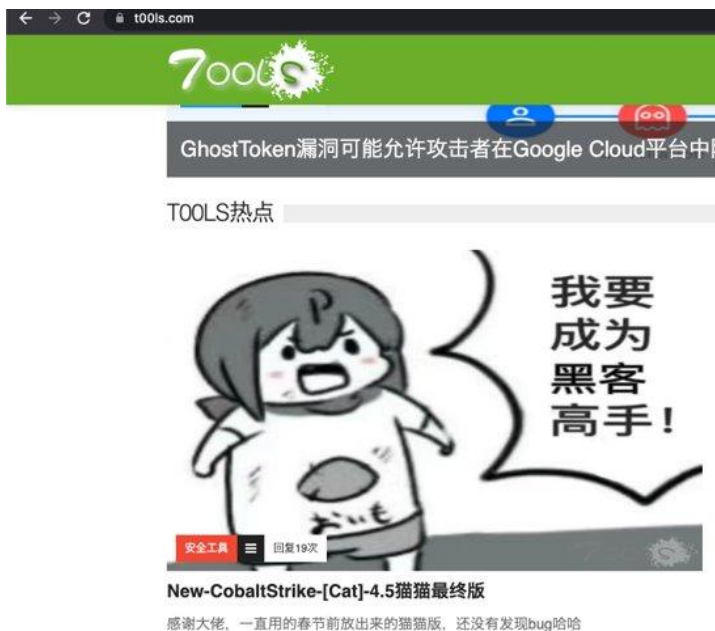 t00ls.com
TOOLS
GhostToken漏洞可能允许攻击者在Google Cloud平台中
T00LS热点
我要
成为
黑客
高手!
おいも
安全工具
回复19次
TOOLS
New-CobaltStrike-[Cat]-4.5猫猫最终版
感谢大佬，一直用的春节前放出来的猫猫版，还没有发现bug哈哈